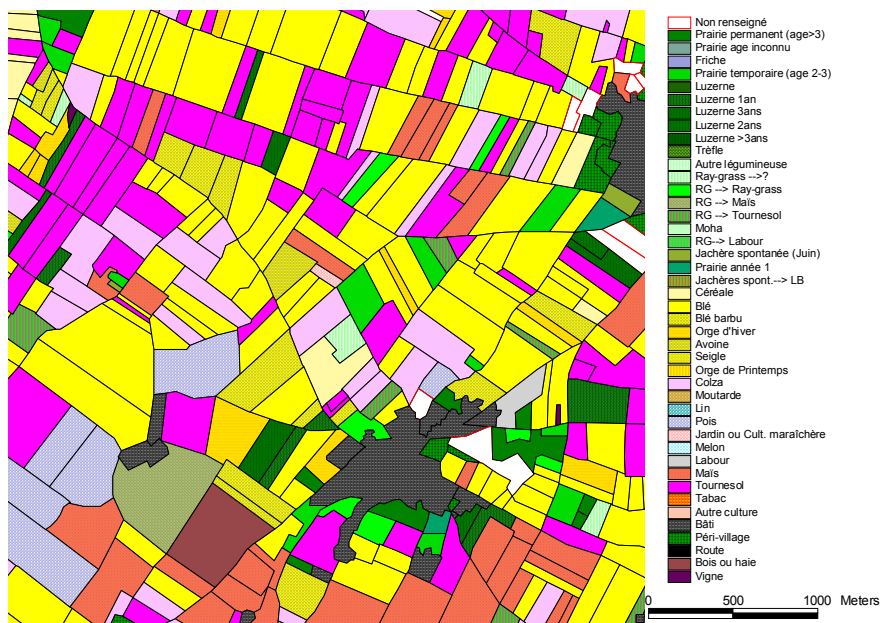 Non renseigné
Prairie permanent (age>3)
Prairie age inconnu
Friche
Prairie temporaire (age 2-3)
Luzerne
Luzerne 1an
Luzerne 3ans
Luzerne 2ans
Luzerne >3ans
Trèfle
Autre légumineuse
Ray-grass -->?
RG --> Ray-grass
RG --> Maïs
RG --> Tournesol
Moha
RG--> Labour
Jachère spontanée (Juin)
Prairie année 1
Jachères spont.--> LB
Céréale
Blé
Blé barbu
Orge d'hiver
Avoine
Seigle
Orge de Printemps
Colza
Moutarde
Lin
Pois
Jardin ou Cult. maraîchère
Melon
Labour
Maïs
Tournesol
Tabac
Autre culture
Bâti
Péri-village
Route
Bois ou haie
Vigne
0 500 1000 Meters